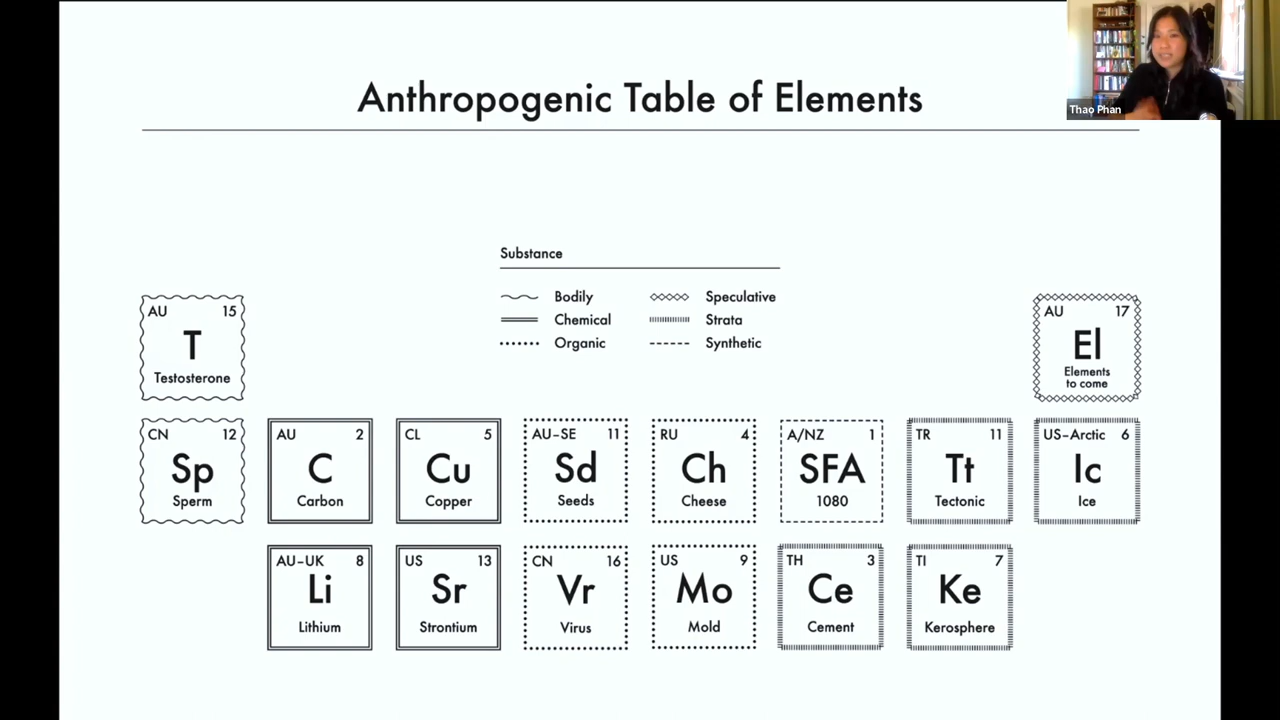 Thao Phan
Anthropogenic Table of Elements
Substance
Bodily
Speculative
Chemical
Strata
Organic
Synthetic
AU 15
T
Testosterone
AU 17
El
Elements
to come
CN 12
Sp
Sperm
AU 2
C
Carbon
CL 5
Cu
Copper
AU–SE 11
Sd
Seeds
RU 4
Ch
Cheese
A/NZ 1
SFA
1080
TR 11
Tt
Tectonic
US–Arctic 6
Ic
Ice
AU–UK 8
Li
Lithium
US 13
Sr
Strontium
CN 16
Vr
Virus
US 9
Mo
Mold
TH 3
Ce
Cement
TI 7
Ke
Kerosphere